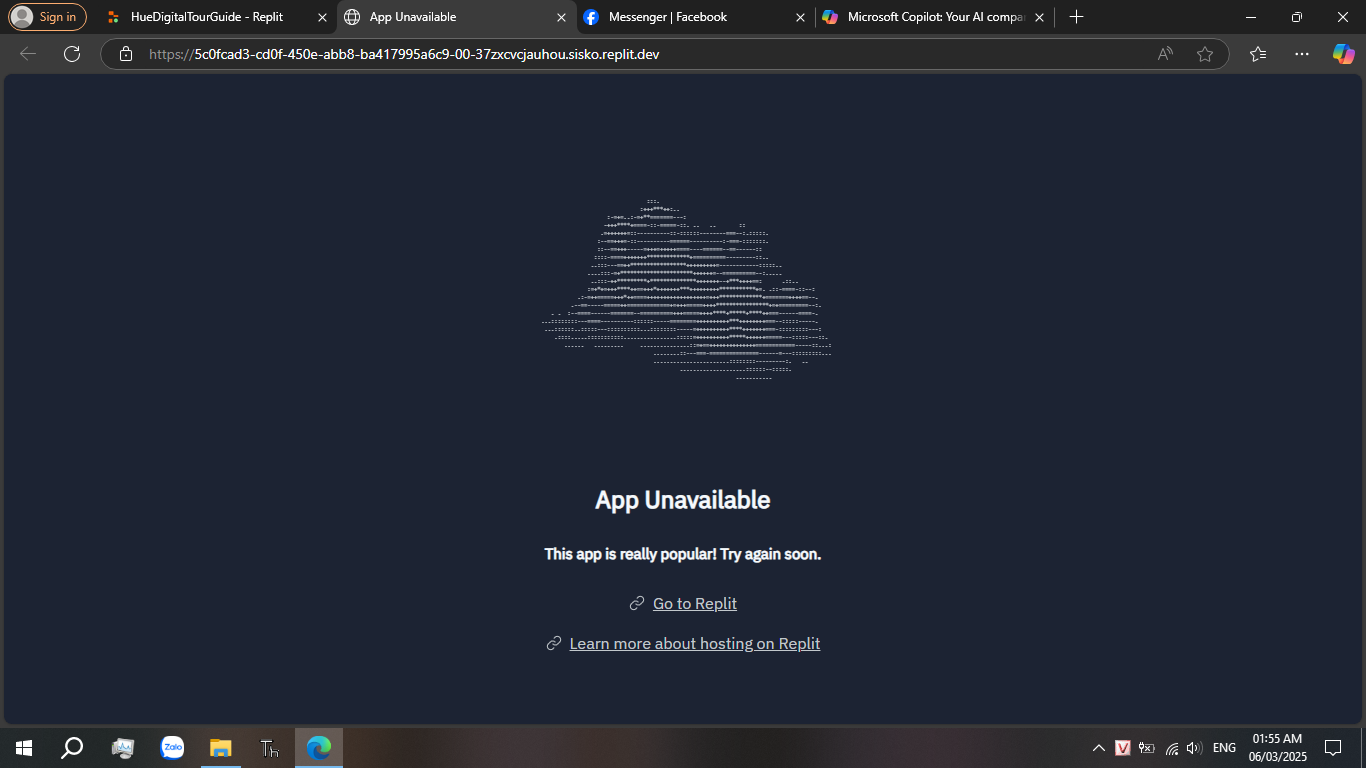 Sign in
HueDigitalTourGuide - Replit
App Unavailable
Messenger | Facebook
Microsoft Copilot: Your AI compa
https://5c0fcad3-cd0f-450e-abb8-ba417995a6c9-00-37zxcvcjauhou.sisko.replit.dev
App Unavailable
This app is really popular! Try again soon.
Go to Replit
Learn more about hosting on Replit
Zalo
Th
V
ENG
01:55 AM
06/03/2025